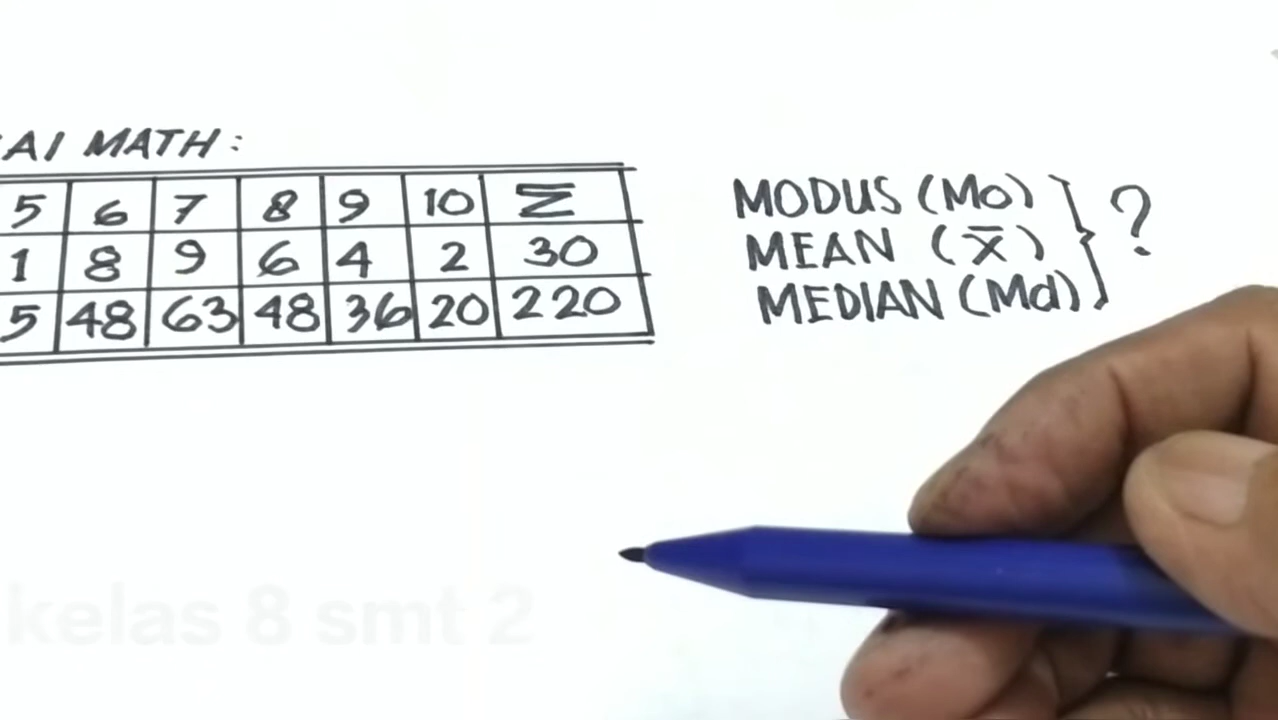 AI MATH:
5 6 7 8 9 10 Σ
1 8 9 6 4 2 30
5 48 63 48 36 20 220
MODUS (Mo)
MEAN (x̄)
MEDIAN (Md)
?
kelas 8 smt 2